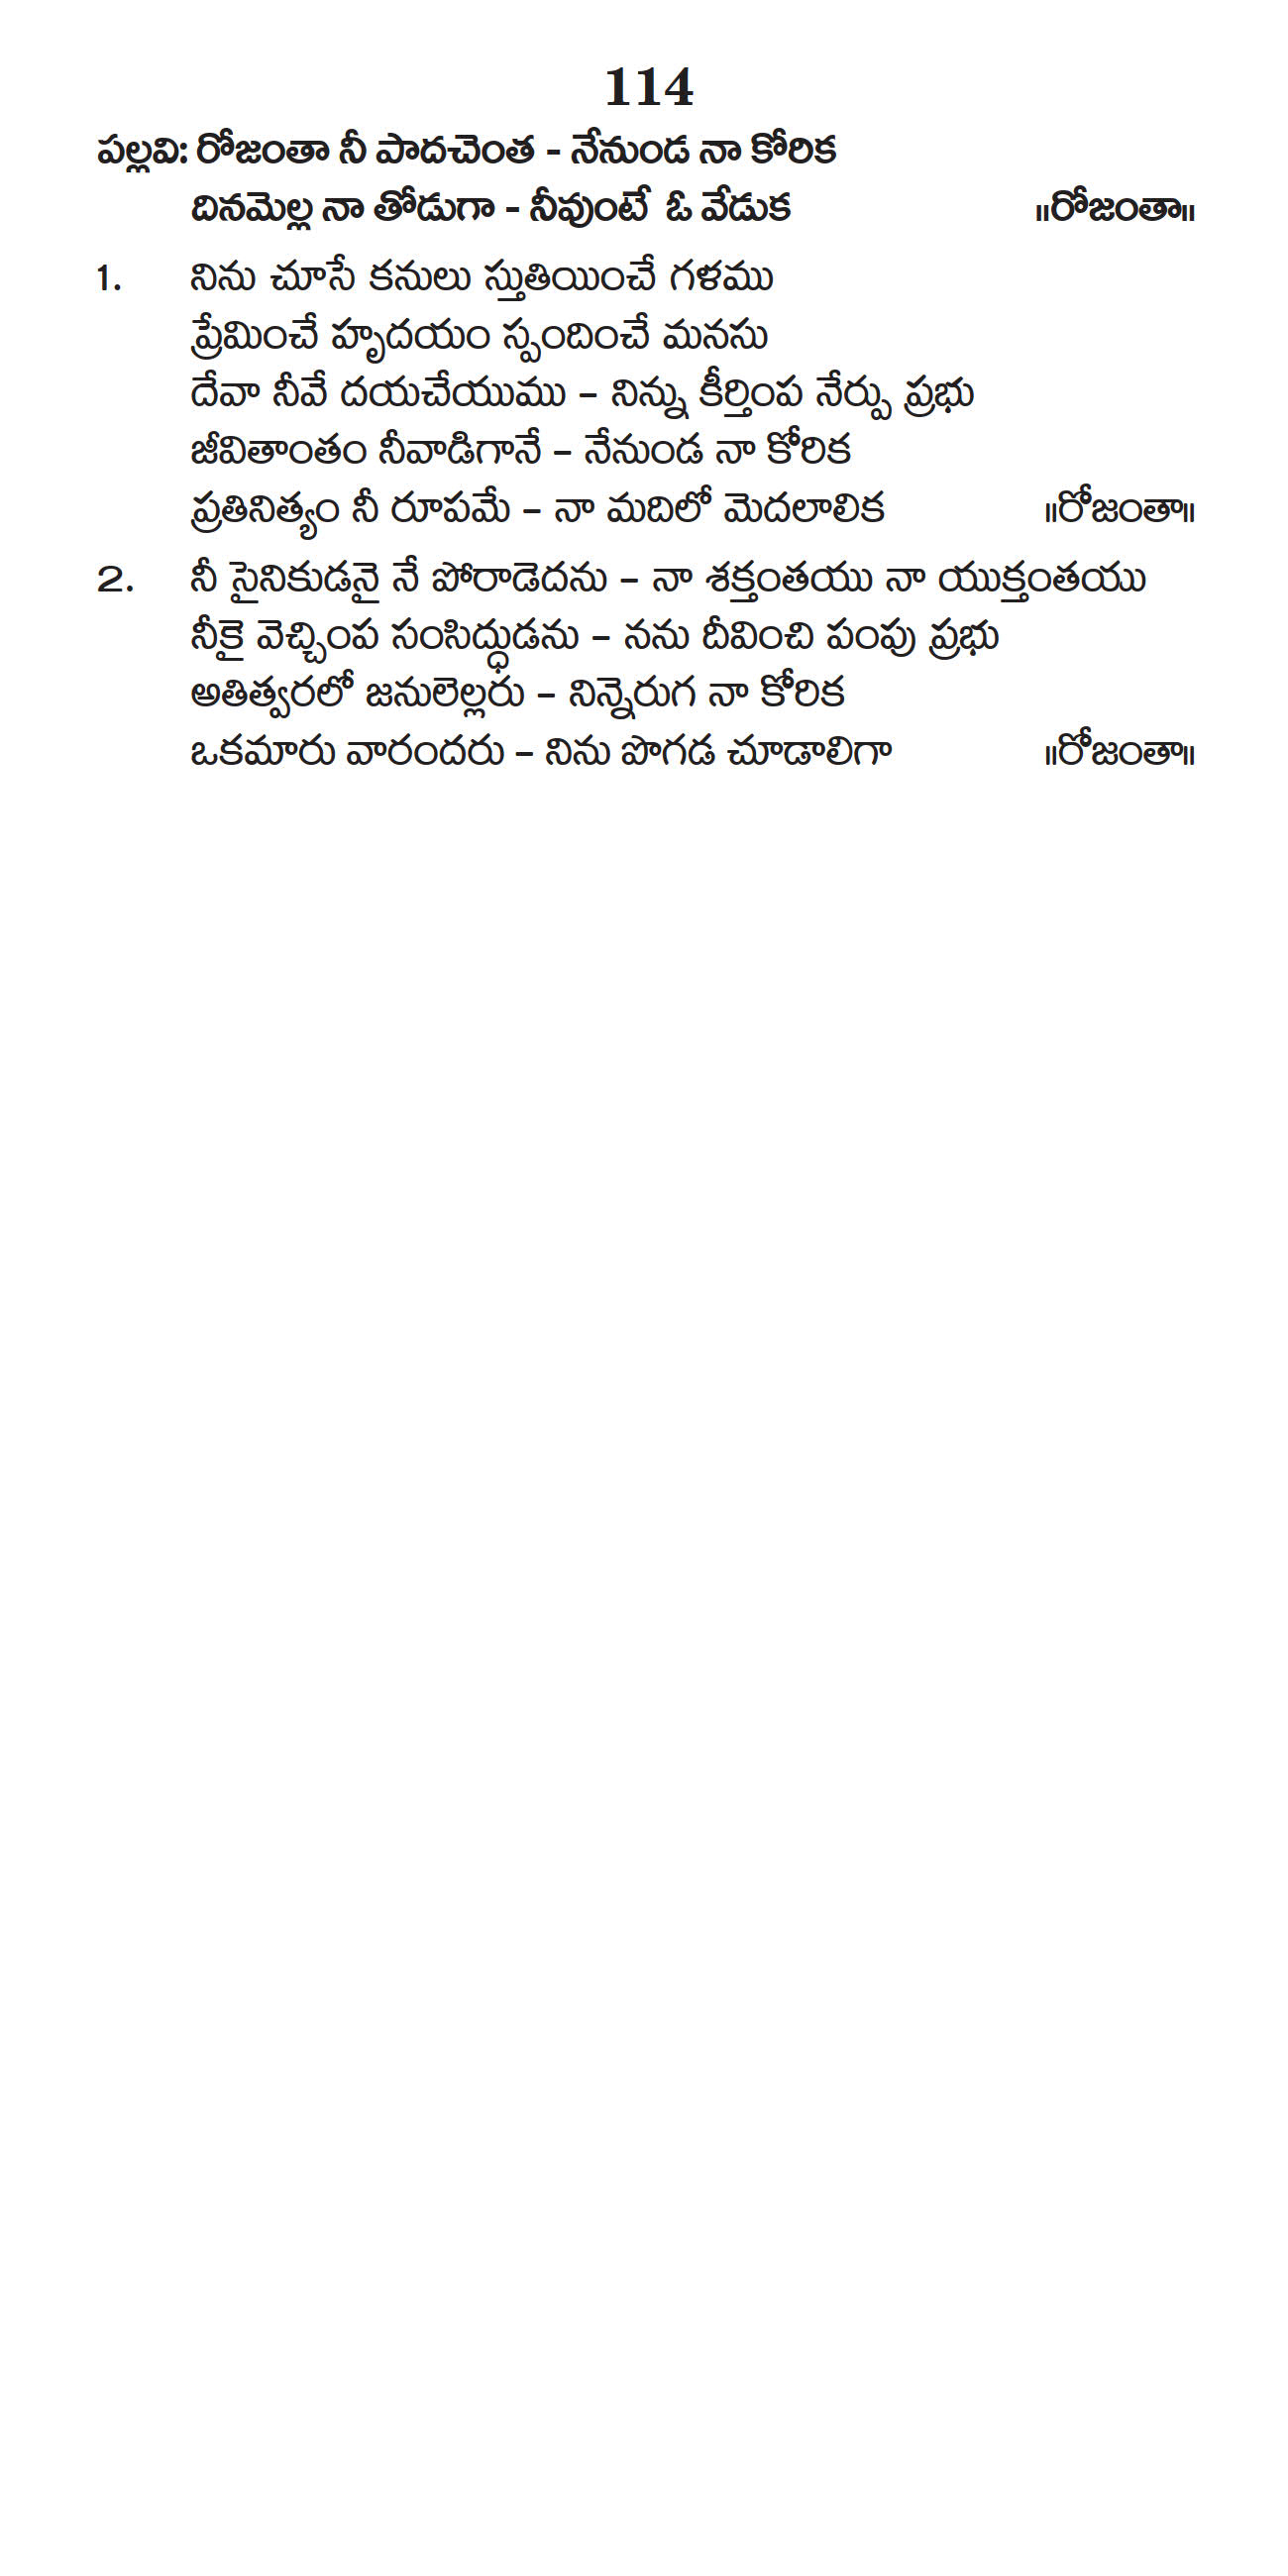 114
పల్లవి: రోజంతా నీ పాదచెంత - నేనుండ నా కోరిక
దినమెల్ల నా తోడుగా - నీవుంటే ఓ వేడుక ॥రోజంతా॥
1. నిను చూసే కనులు స్తుతియించే గళము
ప్రేమించే హృదయం స్పందించే మనసు
దేవా నీవే దయచేయుము – నిన్ను కీర్తింప నేర్పు ప్రభు
జీవితాంతం నీవాడిగానే – నేనుండ నా కోరిక
ప్రతినిత్యం నీ రూపమే – నా మదిలో మెదలాలిక ॥రోజంతా॥
2. నీ సైనికుడనై నే పోరాడెదను – నా శక్తంతయు నా యుక్తంతయు
నీకై వెచ్చింప సంసిద్ధుడను – నను దీవించి పంపు ప్రభు
అతిత్వరలో జనులెల్లరు – నిన్నెరుగ నా కోరిక
ఒకమారు వారందరు – నిను పొగడ చూడాలిగా ॥రోజంతా॥